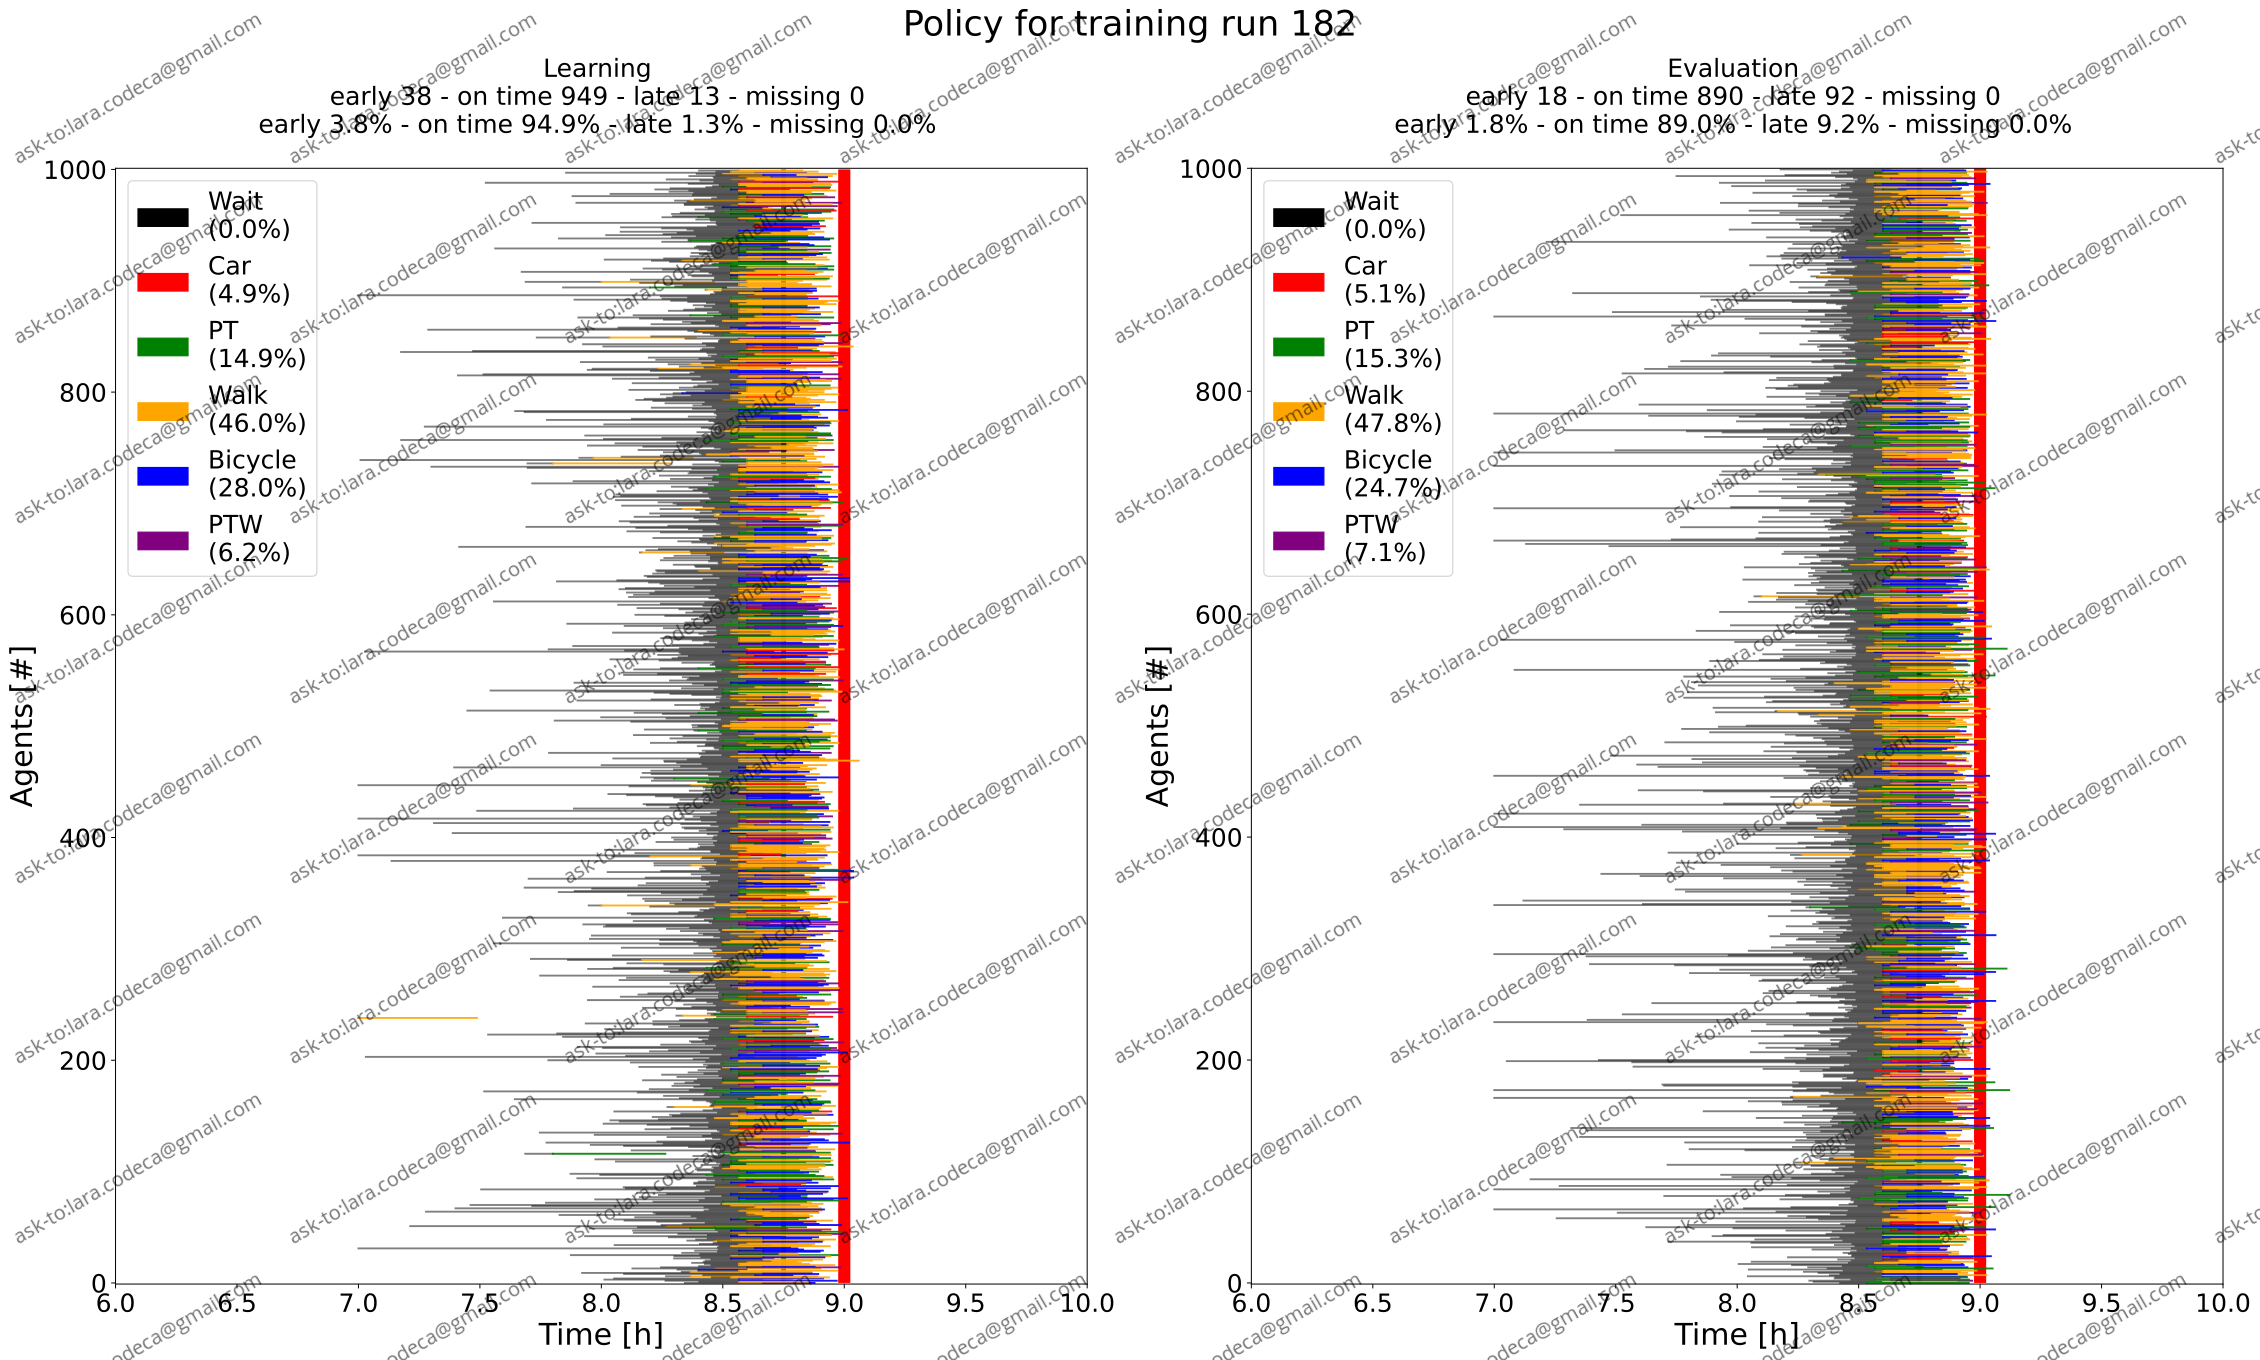 Policy for training run 182
Learning
early 38 - on time 949 - late 13 - missing 0
early 3.8% - on time 94.9% - late 1.3% - missing 0.0%
1000
800
600
400
200
0
Agents [#]
Wait
(0.0%)
Car
(4.9%)
PT
(14.9%)
Walk
(46.0%)
Bicycle
(28.0%)
PTW
(6.2%)
6.0 6.5 7.0 7.5 8.0 8.5 9.0 9.5 10.0
Time [h]
Evaluation
early 18 - on time 890 - late 92 - missing 0
early 1.8% - on time 89.0% - late 9.2% - missing 0.0%
1000
800
600
400
200
0
Agents [#]
Wait
(0.0%)
Car
(5.1%)
PT
(15.3%)
Walk
(47.8%)
Bicycle
(24.7%)
PTW
(7.1%)
6.0 6.5 7.0 7.5 8.0 8.5 9.0 9.5 10.0
Time [h]
ask-to:lara.codeca@gmail.com